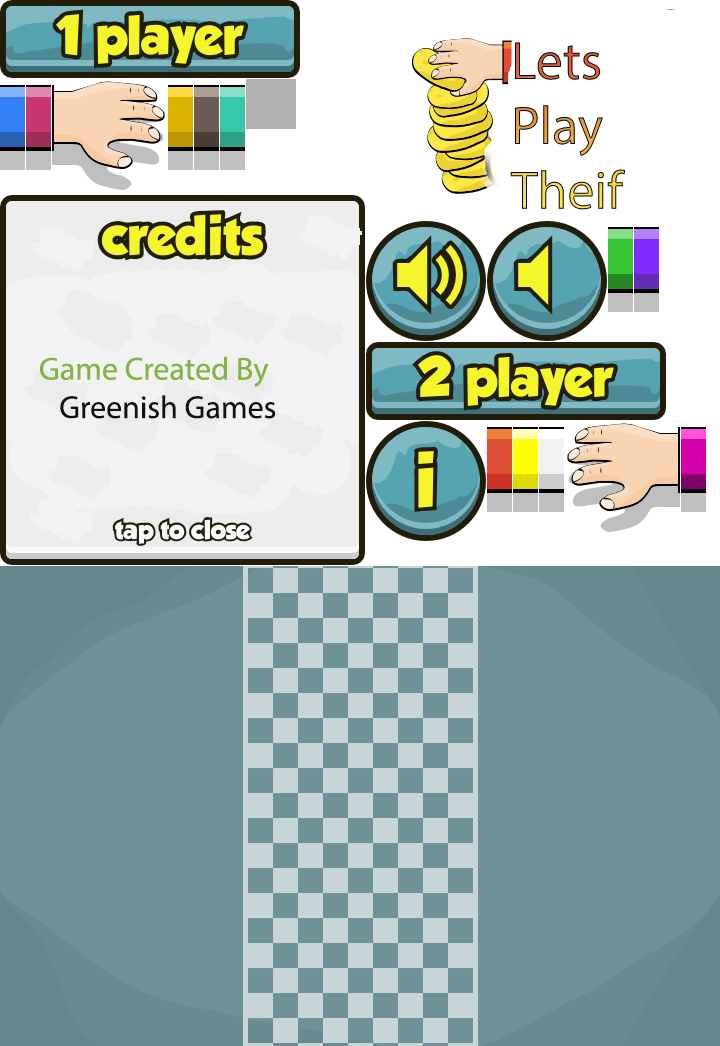 1 player
Lets
Play
Theif
credits
Game Created By
Greenish Games
tap to close
2 player
i